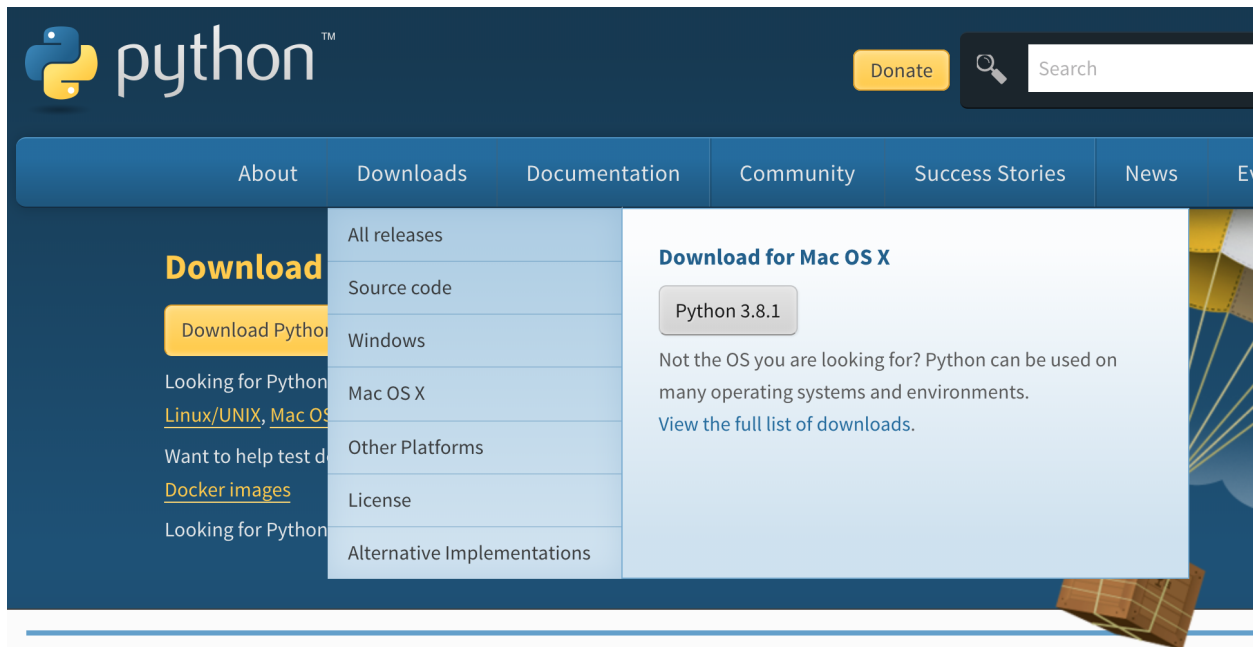 python™
Donate
Search
About
Downloads
Documentation
Community
Success Stories
News
Download
Download
Looking for Python
Linux/UNIX, Mac
Want to help test
Docker images
Looking for Python
All releases
Source code
Windows
Mac OS X
Other Platforms
License
Alternative Implementations
Download for Mac OS X
Python 3.8.1
Not the OS you are looking for? Python can be used on
many operating systems and environments.
View the full list of downloads.